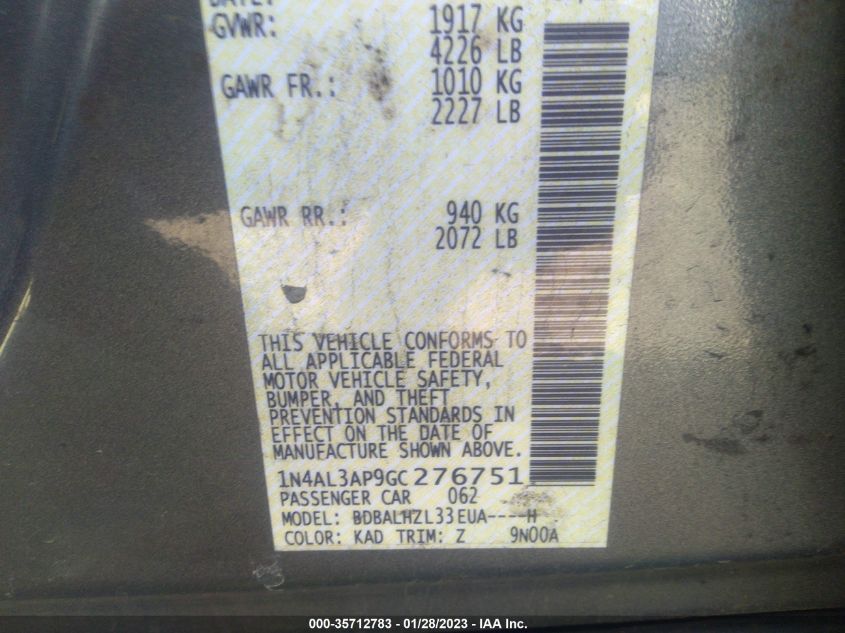 GVWR: 1917 KG
4226 LB
GAWR FR.: 1010 KG
2227 LB
GAWR RR.: 940 KG
2072 LB
THIS VEHICLE CONFORMS TO
ALL APPLICABLE FEDERAL
MOTOR VEHICLE SAFETY,
BUMPER, AND THEFT
PREVENTION STANDARDS IN
EFFECT ON THE DATE OF
MANUFACTURE SHOWN ABOVE.
1N4AL3AP9GC276751
PASSENGER CAR 062
MODEL: BDBALHZL33EUA----H
COLOR: KAD TRIM: Z 9N00A
000-35712783 - 01/28/2023 - IAA Inc.